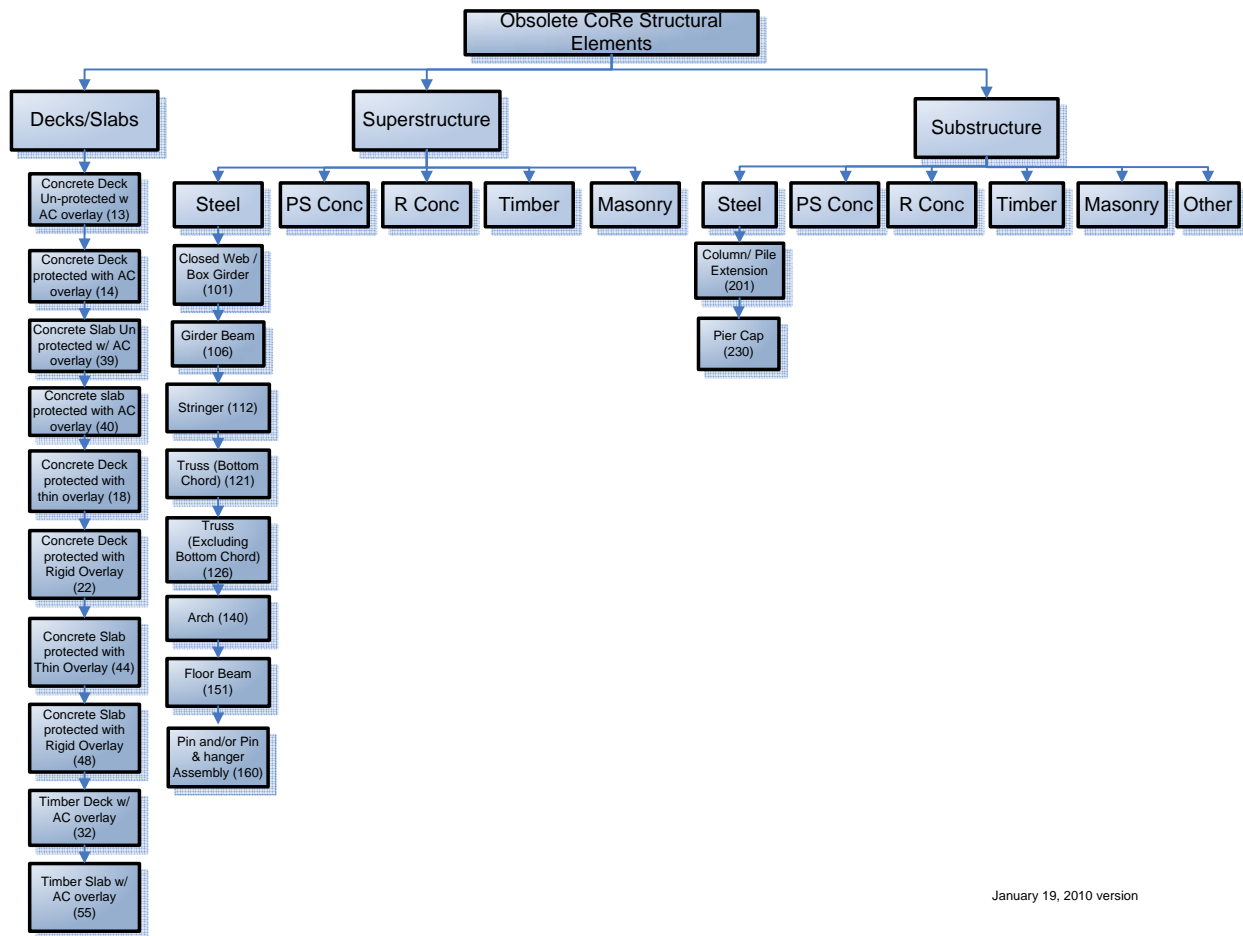 Obsolete CoRe Structural
Elements
Decks/Slabs
Superstructure
Substructure
Concrete Deck
Un-protected w
AC overlay (13)
Concrete Deck
protected with AC
overlay (14)
Concrete Slab Un
protected w/ AC
overlay (39)
Concrete slab
protected with AC
overlay (40)
Concrete Deck
protected with
thin overlay (18)
Concrete Deck
protected with
Rigid Overlay
(22)
Concrete Slab
protected with
Thin Overlay (44)
Concrete Slab
protected with
Rigid Overlay
(48)
Timber Deck w/
AC overlay
(32)
Timber Slab w/
AC overlay
(55)
Steel
PS Conc
R Conc
Timber
Masonry
Closed Web /
Box Girder
(101)
Girder Beam
(106)
Stringer (112)
Truss (Bottom
Chord) (121)
Truss
(Excluding
Bottom Chord)
(126)
Arch (140)
Floor Beam
(151)
Pin and/or Pin
& hanger
Assembly (160)
Steel
PS Conc
R Conc
Timber
Masonry
Other
Column/ Pile
Extension
(201)
Pier Cap
(230)
January 19, 2010 version